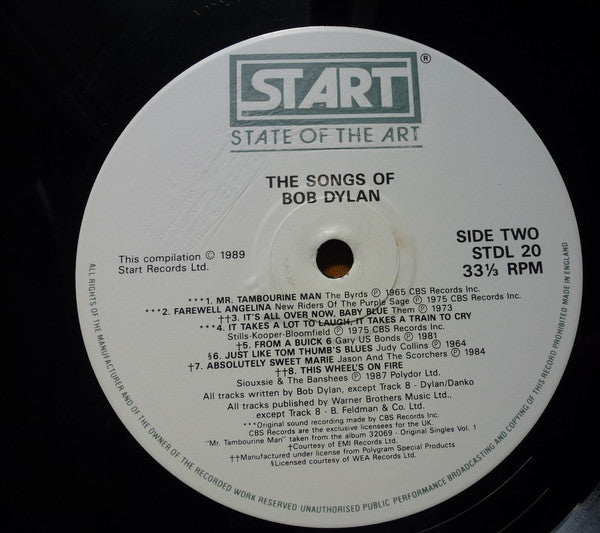 START®
STATE OF THE ART
THE SONGS OF
BOB DYLAN
This compilation © 1989
Start Records Ltd.
SIDE TWO
STDL 20
33⅓ RPM
***1. MR. TAMBOURINE MAN The Byrds ℗ 1965 CBS Records Inc.
***2. FAREWELL ANGELINA New Riders Of The Purple Sage ℗ 1975 CBS Records Inc.
††3. IT'S ALL OVER NOW, BABY BLUE Them ℗ 1973
***4. IT TAKES A LOT TO LAUGH, IT TAKES A TRAIN TO CRY
Stills-Kooper-Bloomfield ℗ 1975 CBS Records Inc.
†5. FROM A BUICK 6 Gary US Bonds ℗ 1981
§6. JUST LIKE TOM THUMB'S BLUES Judy Collins ℗ 1964
†7. ABSOLUTELY SWEET MARIE Jason And The Scorchers ℗ 1984
††8. THIS WHEEL'S ON FIRE
Siouxsie & The Banshees ℗ 1987 Polydor Ltd.
All tracks written by Bob Dylan, except Track 8 - Dylan/Danko
All tracks published by Warner Brothers Music Ltd.,
except Track 8 - B. Feldman & Co. Ltd.
***Original sound recording made by CBS Records Inc.
CBS Records are the exclusive licensees for the UK.
"Mr. Tambourine Man" taken from the album 32069 - Original Singles Vol. 1
†Courtesy of EMI Records Ltd.
††Manufactured under license from Polygram Special Products
§Licensed courtesy of WEA Records Ltd.
ALL RIGHTS OF THE MANUFACTURER AND OF THE OWNER OF THE RECORDED WORK RESERVED UNAUTHORISED PUBLIC PERFORMANCE BROADCASTING AND COPYING OF THIS RECORD PROHIBITED MADE IN ENGLAND